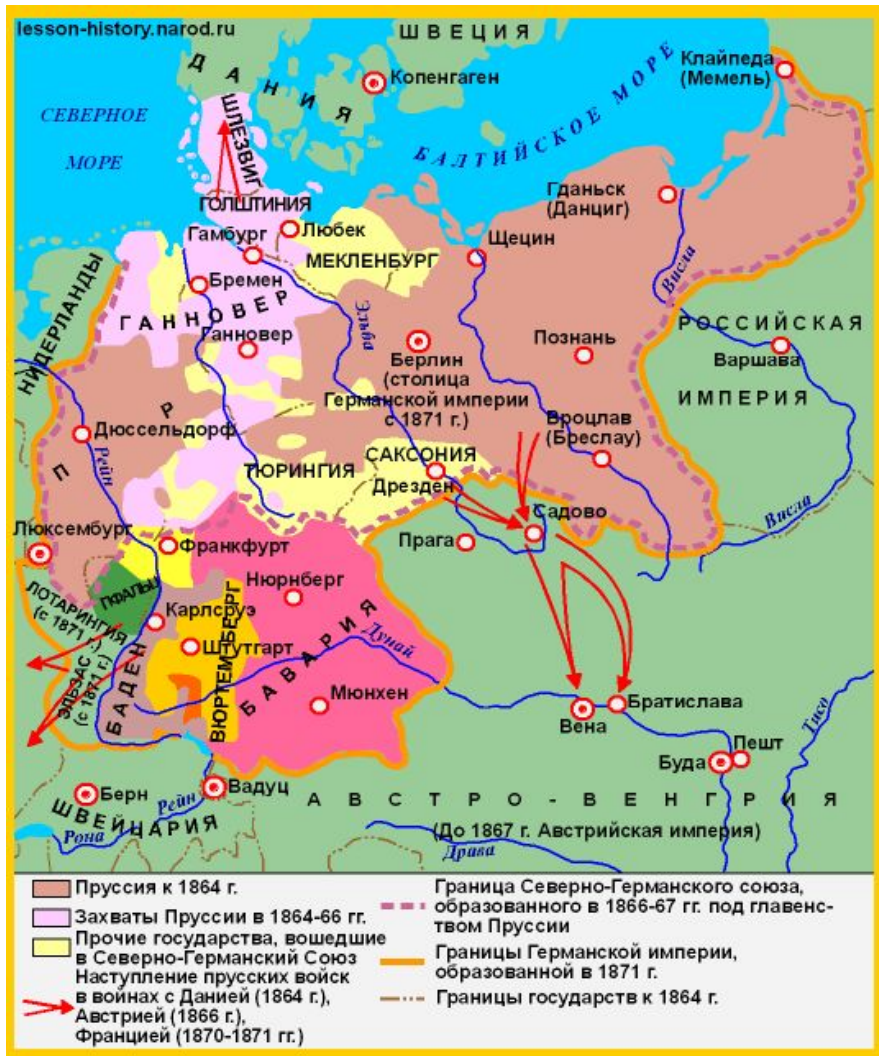 lesson-history.narod.ru
ШВЕЦИЯ
ДАНИЯ
Копенгаген
Клайпеда
(Мемель)
СЕВЕРНОЕ
МОРЕ
БАЛТИЙСКОЕ МОРЕ
ШЛЕЗВИГ
ГОЛШТИНИЯ
Гданьск
(Данциг)
Гамбург
Любек
Щецин
МЕКЛЕНБУРГ
Бремен
Висла
НИДЕРЛАНДЫ
ГАННОВЕР
Ганновер
Эльба
РОССИЙСКАЯ
ИМПЕРИЯ
Варшава
Познань
Берлин
(столица
Германской империи
с 1871 г.)
П Р
Дюссельдорф
Рейн
Вроцлав
(Бреслау)
ТЮРИНГИЯ
САКСОНИЯ
Дрезден
Садово
Прага
Висла
Люксембург
Франкфурт
ПФАЛЬЦ
Нюрнберг
ЛОТАРИНГИЯ
(с 1871 г.)
Карлсруэ
Штутгарт
ЭЛЬЗАС
(с 1871 г.)
БАДЕН
ВЮРТЕМБЕРГ
БАВАРИЯ
Дунай
Мюнхен
Вена
Братислава
Тисо
Буда
Пешт
Берн
ШВЕЙЦАРИЯ
Рейн
Вадуц
Рона
АВСТРО-ВЕНГРИЯ
(До 1867 г. Австрийская империя)
Драва
Пруссия к 1864 г.
Захваты Пруссии в 1864-66 гг.
Прочие государства, вошедшие
в Северно-Германский Союз
Наступление прусских войск
в войнах с Данией (1864 г.),
Австрией (1866 г.),
Францией (1870-1871 гг.)
Граница Северно-Германского союза,
образованного в 1866-67 гг. под главенс-
твом Пруссии
Границы Германской империи,
образованной в 1871 г.
Границы государств к 1864 г.